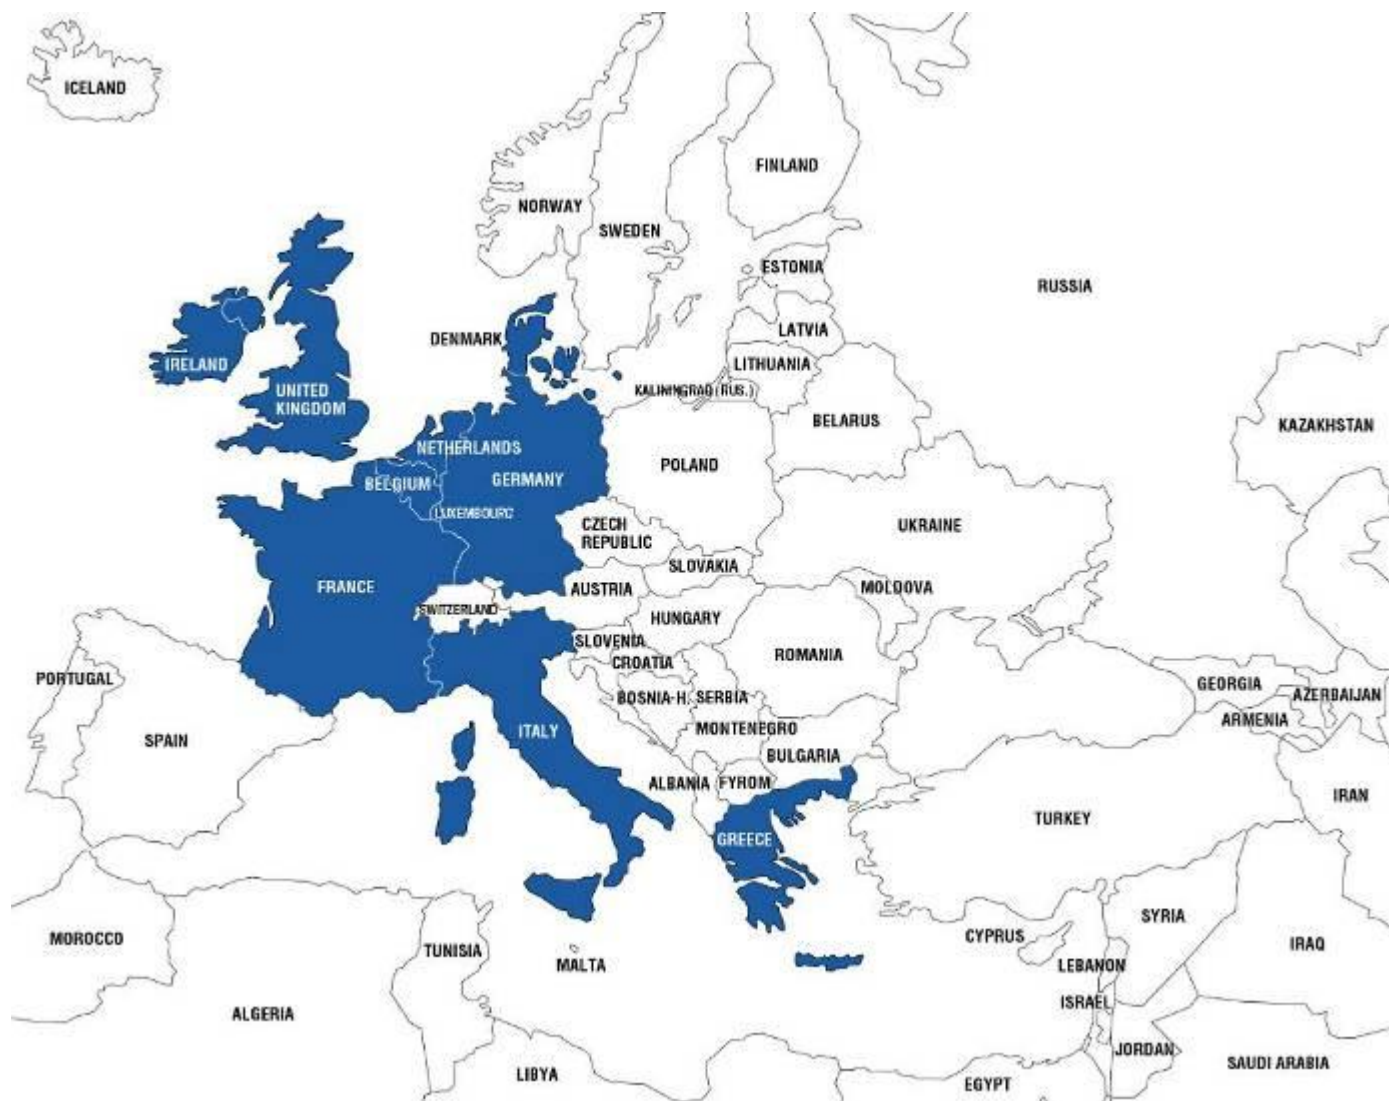 ICELAND
FINLAND
NORWAY
SWEDEN
ESTONIA
RUSSIA
LATVIA
DENMARK
LITHUANIA
IRELAND
KALININGRAD (RUS.)
UNITED
KINGDOM
BELARUS
KAZAKHSTAN
NETHERLANDS
POLAND
GERMANY
BELGIUM
LUXEMBOURG
CZECH
REPUBLIC
UKRAINE
SLOVAKIA
FRANCE
AUSTRIA
MOLDOVA
SWITZERLAND
HUNGARY
SLOVENIA
ROMANIA
CROATIA
PORTUGAL
GEORGIA
AZERBAIJAN
BOSNIA-H.
SERBIA
ARMENIA
MONTENEGRO
ITALY
SPAIN
BULGARIA
ALBANIA
FYROM
IRAN
TURKEY
GREECE
SYRIA
MOROCCO
CYPRUS
IRAQ
TUNISIA
MALTA
LEBANON
ISRAEL
ALGERIA
JORDAN
SAUDI ARABIA
LIBYA
EGYPT